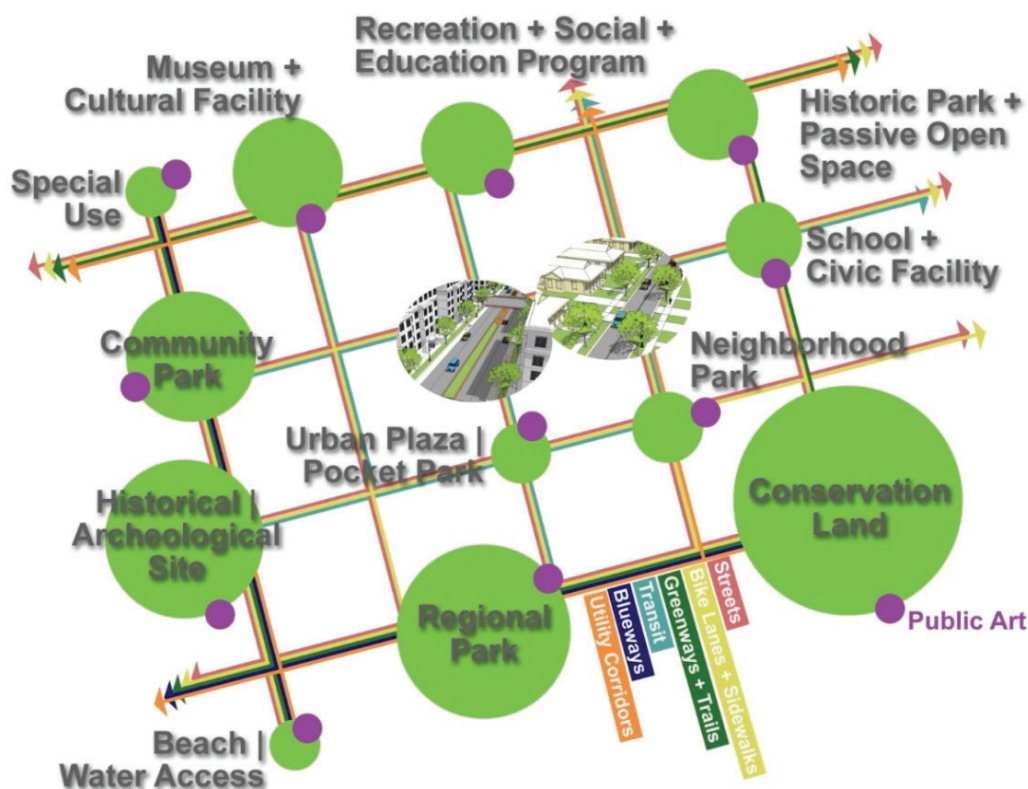 Recreation + Social +
Education Program
Museum +
Cultural Facility
Historic Park +
Passive Open
Space
Special
Use
School +
Civic Facility
Community
Park
Neighborhood
Park
Urban Plaza |
Pocket Park
Historical |
Archeological
Site
Conservation
Land
Regional
Park
Utility Corridors
Blueways
Transit
Greenways + Trails
Bike Lanes + Sidewalks
Streets
Public Art
Beach |
Water Access